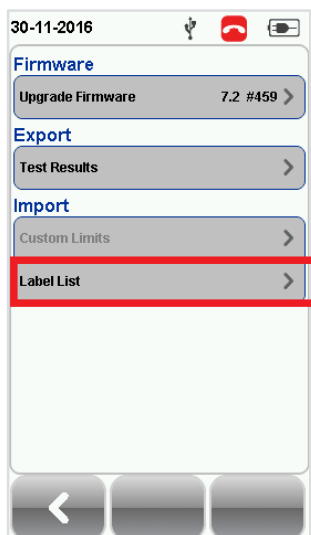 30-11-2016
Firmware
Upgrade Firmware 7.2 #459
Export
Test Results
Import
Custom Limits
Label List